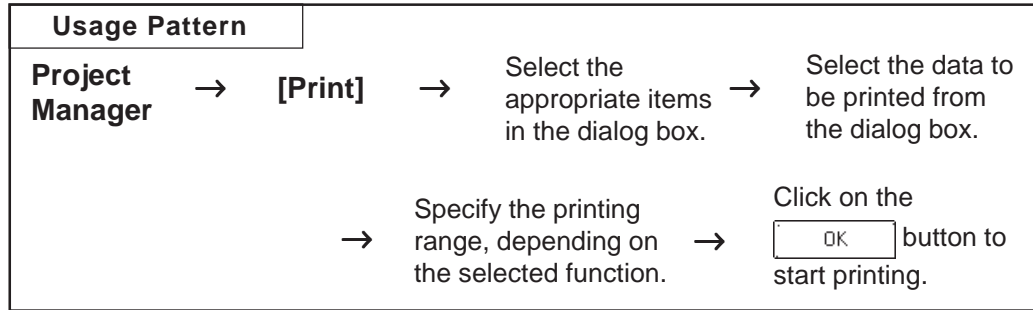 Usage Pattern
Project
Manager
→
[Print]
→
Select the
appropriate items
in the dialog box.
→
Select the data to
be printed from
the dialog box.
→
Specify the printing
range, depending on
the selected function.
→
Click on the
OK button to
start printing.